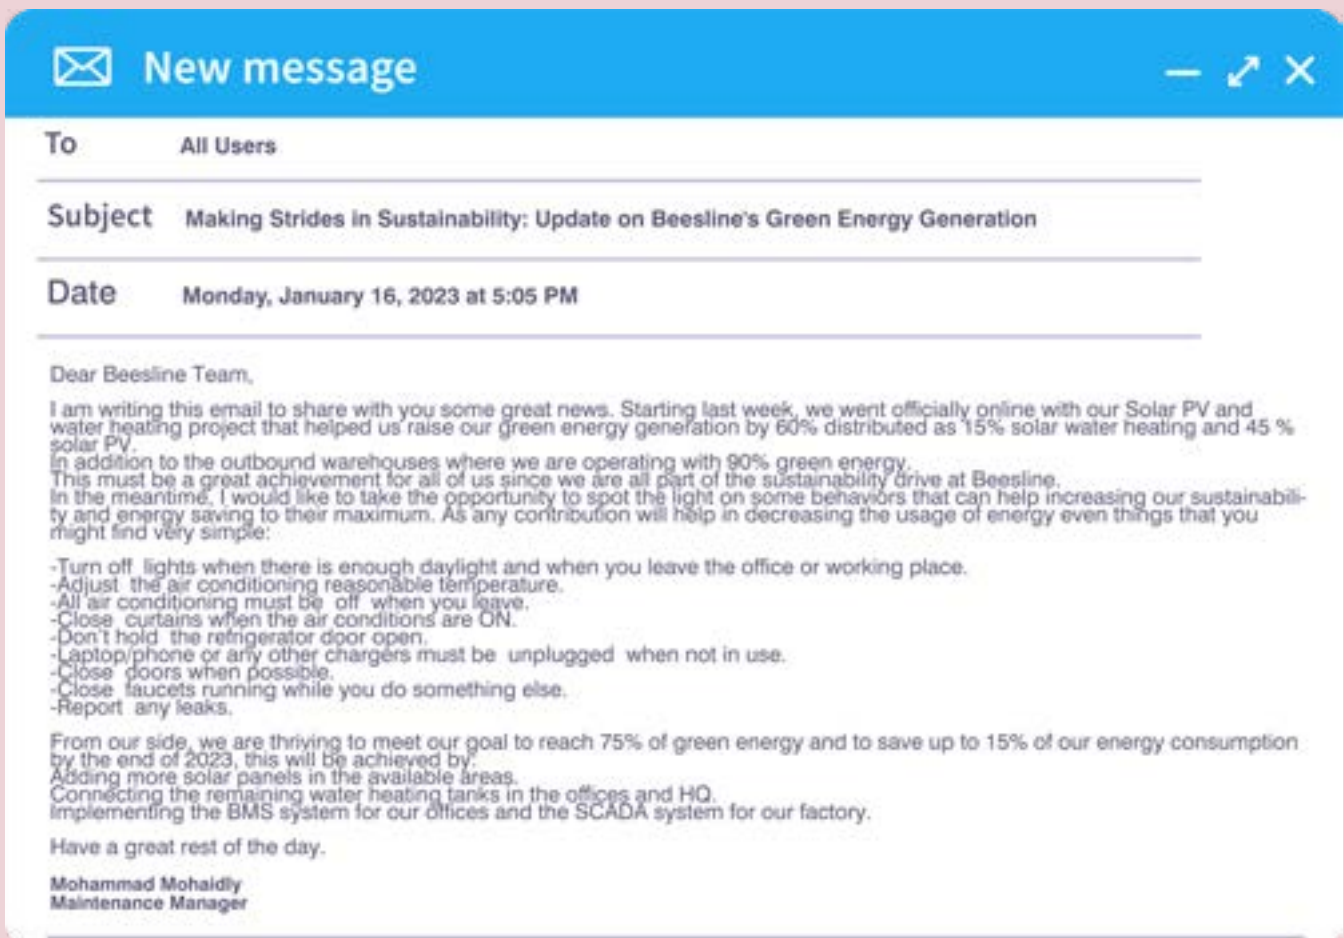 New message
To All Users
Subject Making Strides in Sustainability: Update on Beesline's Green Energy Generation
Date Monday, January 16, 2023 at 5:05 PM
Dear Beesline Team,
I am writing this email to share with you some great news. Starting last week, we went officially online with our Solar PV and
water heating project that helped us raise our green energy generation by 60% distributed as 15% solar water heating and 45 %
solar PV.
In addition to the outbound warehouses where we are operating with 90% green energy.
This must be a great achievement for all of us since we are all part of the sustainability drive at Beesline.
In the meantime, I would like to take the opportunity to spot the light on some behaviors that can help increasing our sustainabili-
ty and energy saving to their maximum. As any contribution will help in decreasing the usage of energy even things that you
might find very simple:
-Turn off lights when there is enough daylight and when you leave the office or working place.
-Adjust the air conditioning reasonable temperature.
-All air conditioning must be off when you leave.
-Close curtains when the air conditions are ON.
-Don't hold the refrigerator door open.
-Laptop/phone or any other chargers must be unplugged when not in use.
-Close doors when possible.
-Close faucets running while you do something else.
-Report any leaks.
From our side, we are thriving to meet our goal to reach 75% of green energy and to save up to 15% of our energy consumption
by the end of 2023, this will be achieved by:
Adding more solar panels in the available areas.
Connecting the remaining water heating tanks in the offices and HQ.
Implementing the BMS system for our offices and the SCADA system for our factory.
Have a great rest of the day.
Mohammad Mohaidly
Maintenance Manager